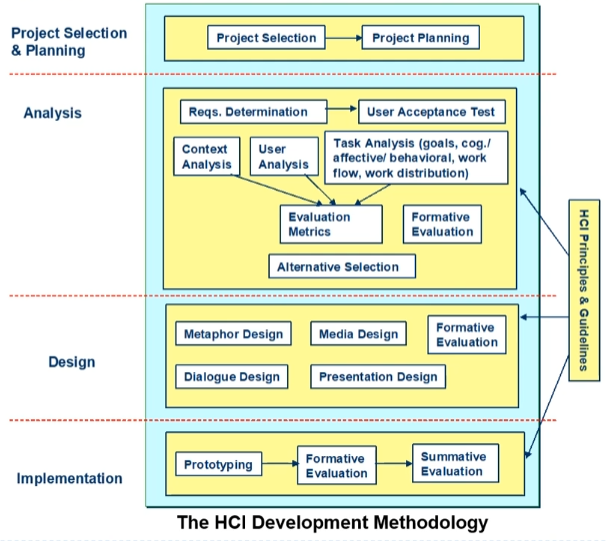 Project Selection
& Planning
Project Selection
Project Planning
Analysis
Reqs. Determination
User Acceptance Test
Context
Analysis
User
Analysis
Task Analysis (goals, cog./
affective/ behavioral, work
flow, work distribution)
Evaluation
Metrics
Formative
Evaluation
Alternative Selection
HCI Principles & Guidelines
Design
Metaphor Design
Media Design
Formative
Evaluation
Dialogue Design
Presentation Design
Implementation
Prototyping
Formative
Evaluation
Summative
Evaluation
The HCI Development Methodology